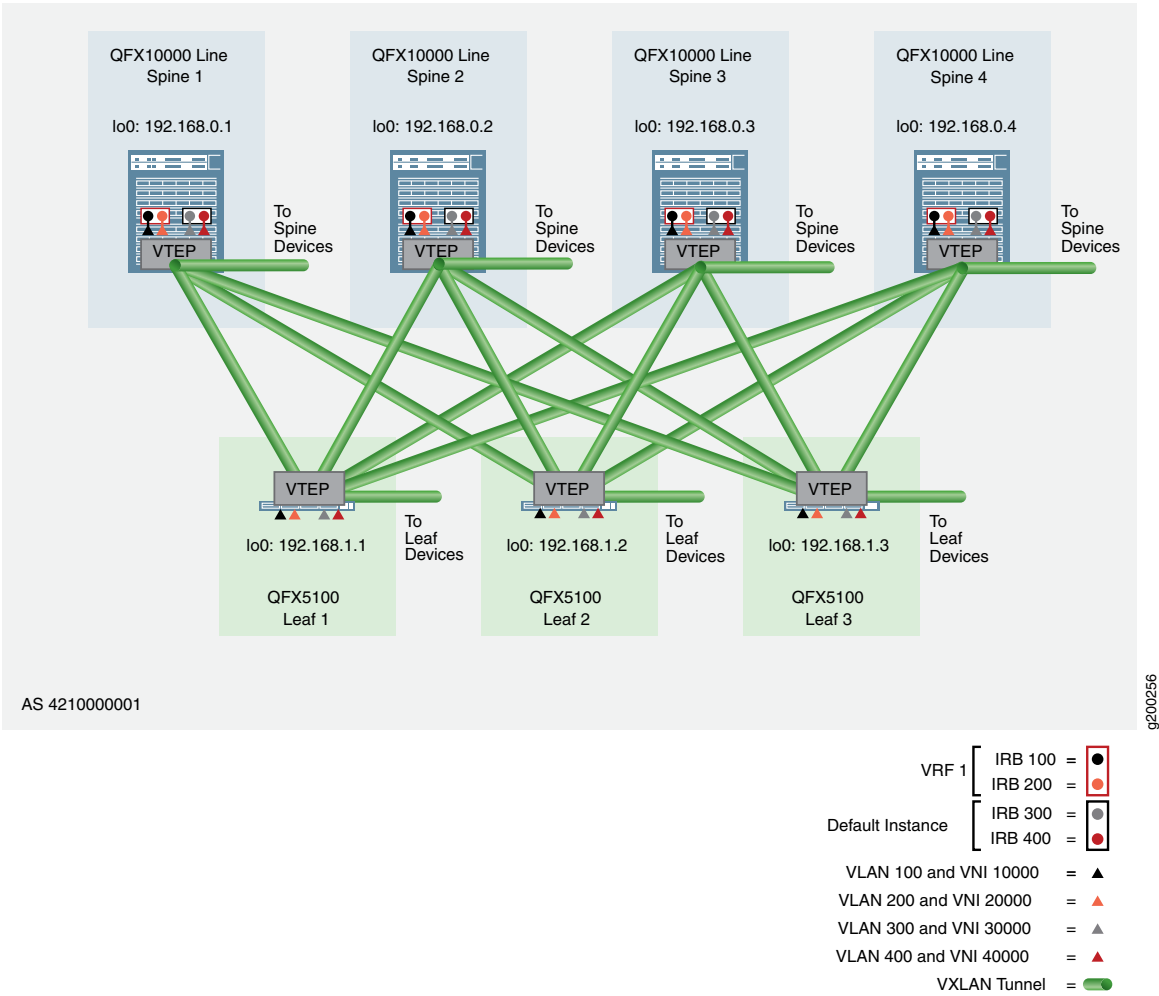 QFX10000 Line
Spine 1
QFX10000 Line
Spine 2
QFX10000 Line
Spine 3
QFX10000 Line
Spine 4
lo0: 192.168.0.1
lo0: 192.168.0.2
lo0: 192.168.0.3
lo0: 192.168.0.4
VTEP
To
Spine
Devices
VTEP
To
Spine
Devices
VTEP
To
Spine
Devices
VTEP
To
Spine
Devices
VTEP
To
Leaf
Devices
VTEP
To
Leaf
Devices
VTEP
To
Leaf
Devices
lo0: 192.168.1.1
lo0: 192.168.1.2
lo0: 192.168.1.3
QFX5100
Leaf 1
QFX5100
Leaf 2
QFX5100
Leaf 3
AS 4210000001
g200256
VRF 1
IRB 100 =
IRB 200 =
Default Instance
IRB 300 =
IRB 400 =
VLAN 100 and VNI 10000 =
VLAN 200 and VNI 20000 =
VLAN 300 and VNI 30000 =
VLAN 400 and VNI 40000 =
VXLAN Tunnel =